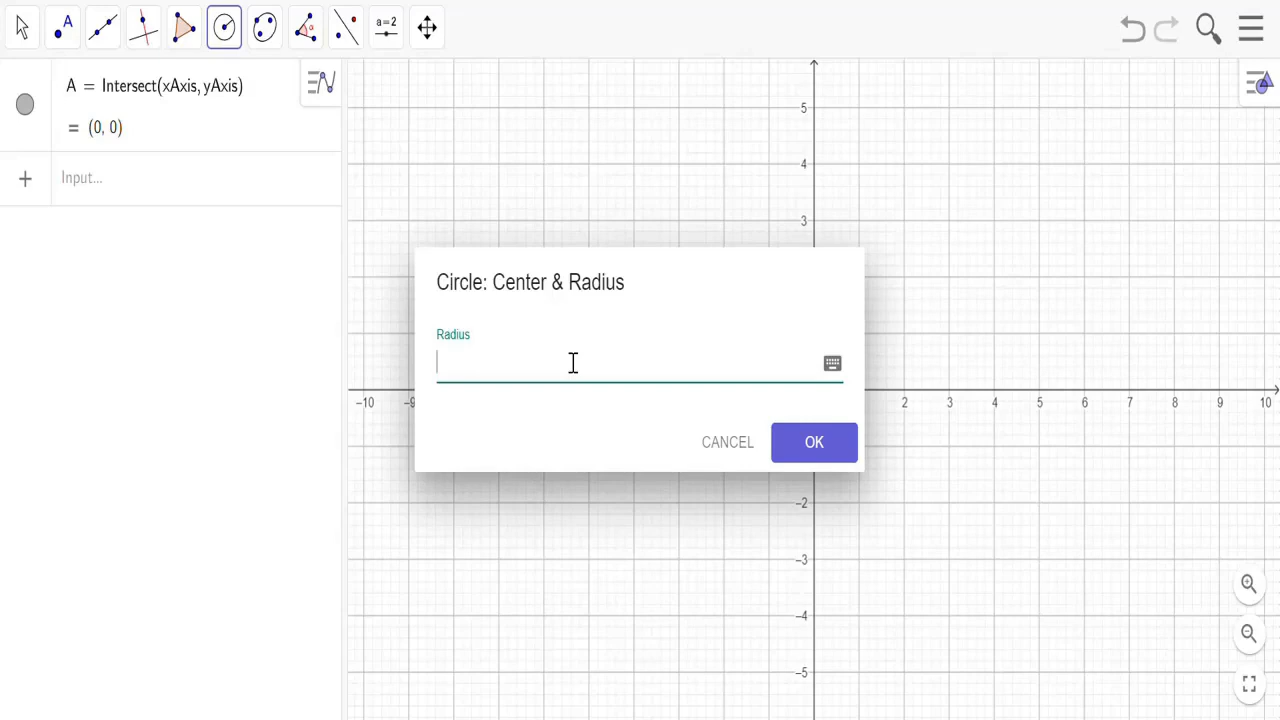 A
a=2
A = Intersect(xAxis, yAxis)
= (0, 0)
+ Input...
5
4
3
Circle: Center & Radius
Radius
−10 −9 2 3 4 5 6 7 8 9 10
CANCEL OK
−2
−3
−4
−5